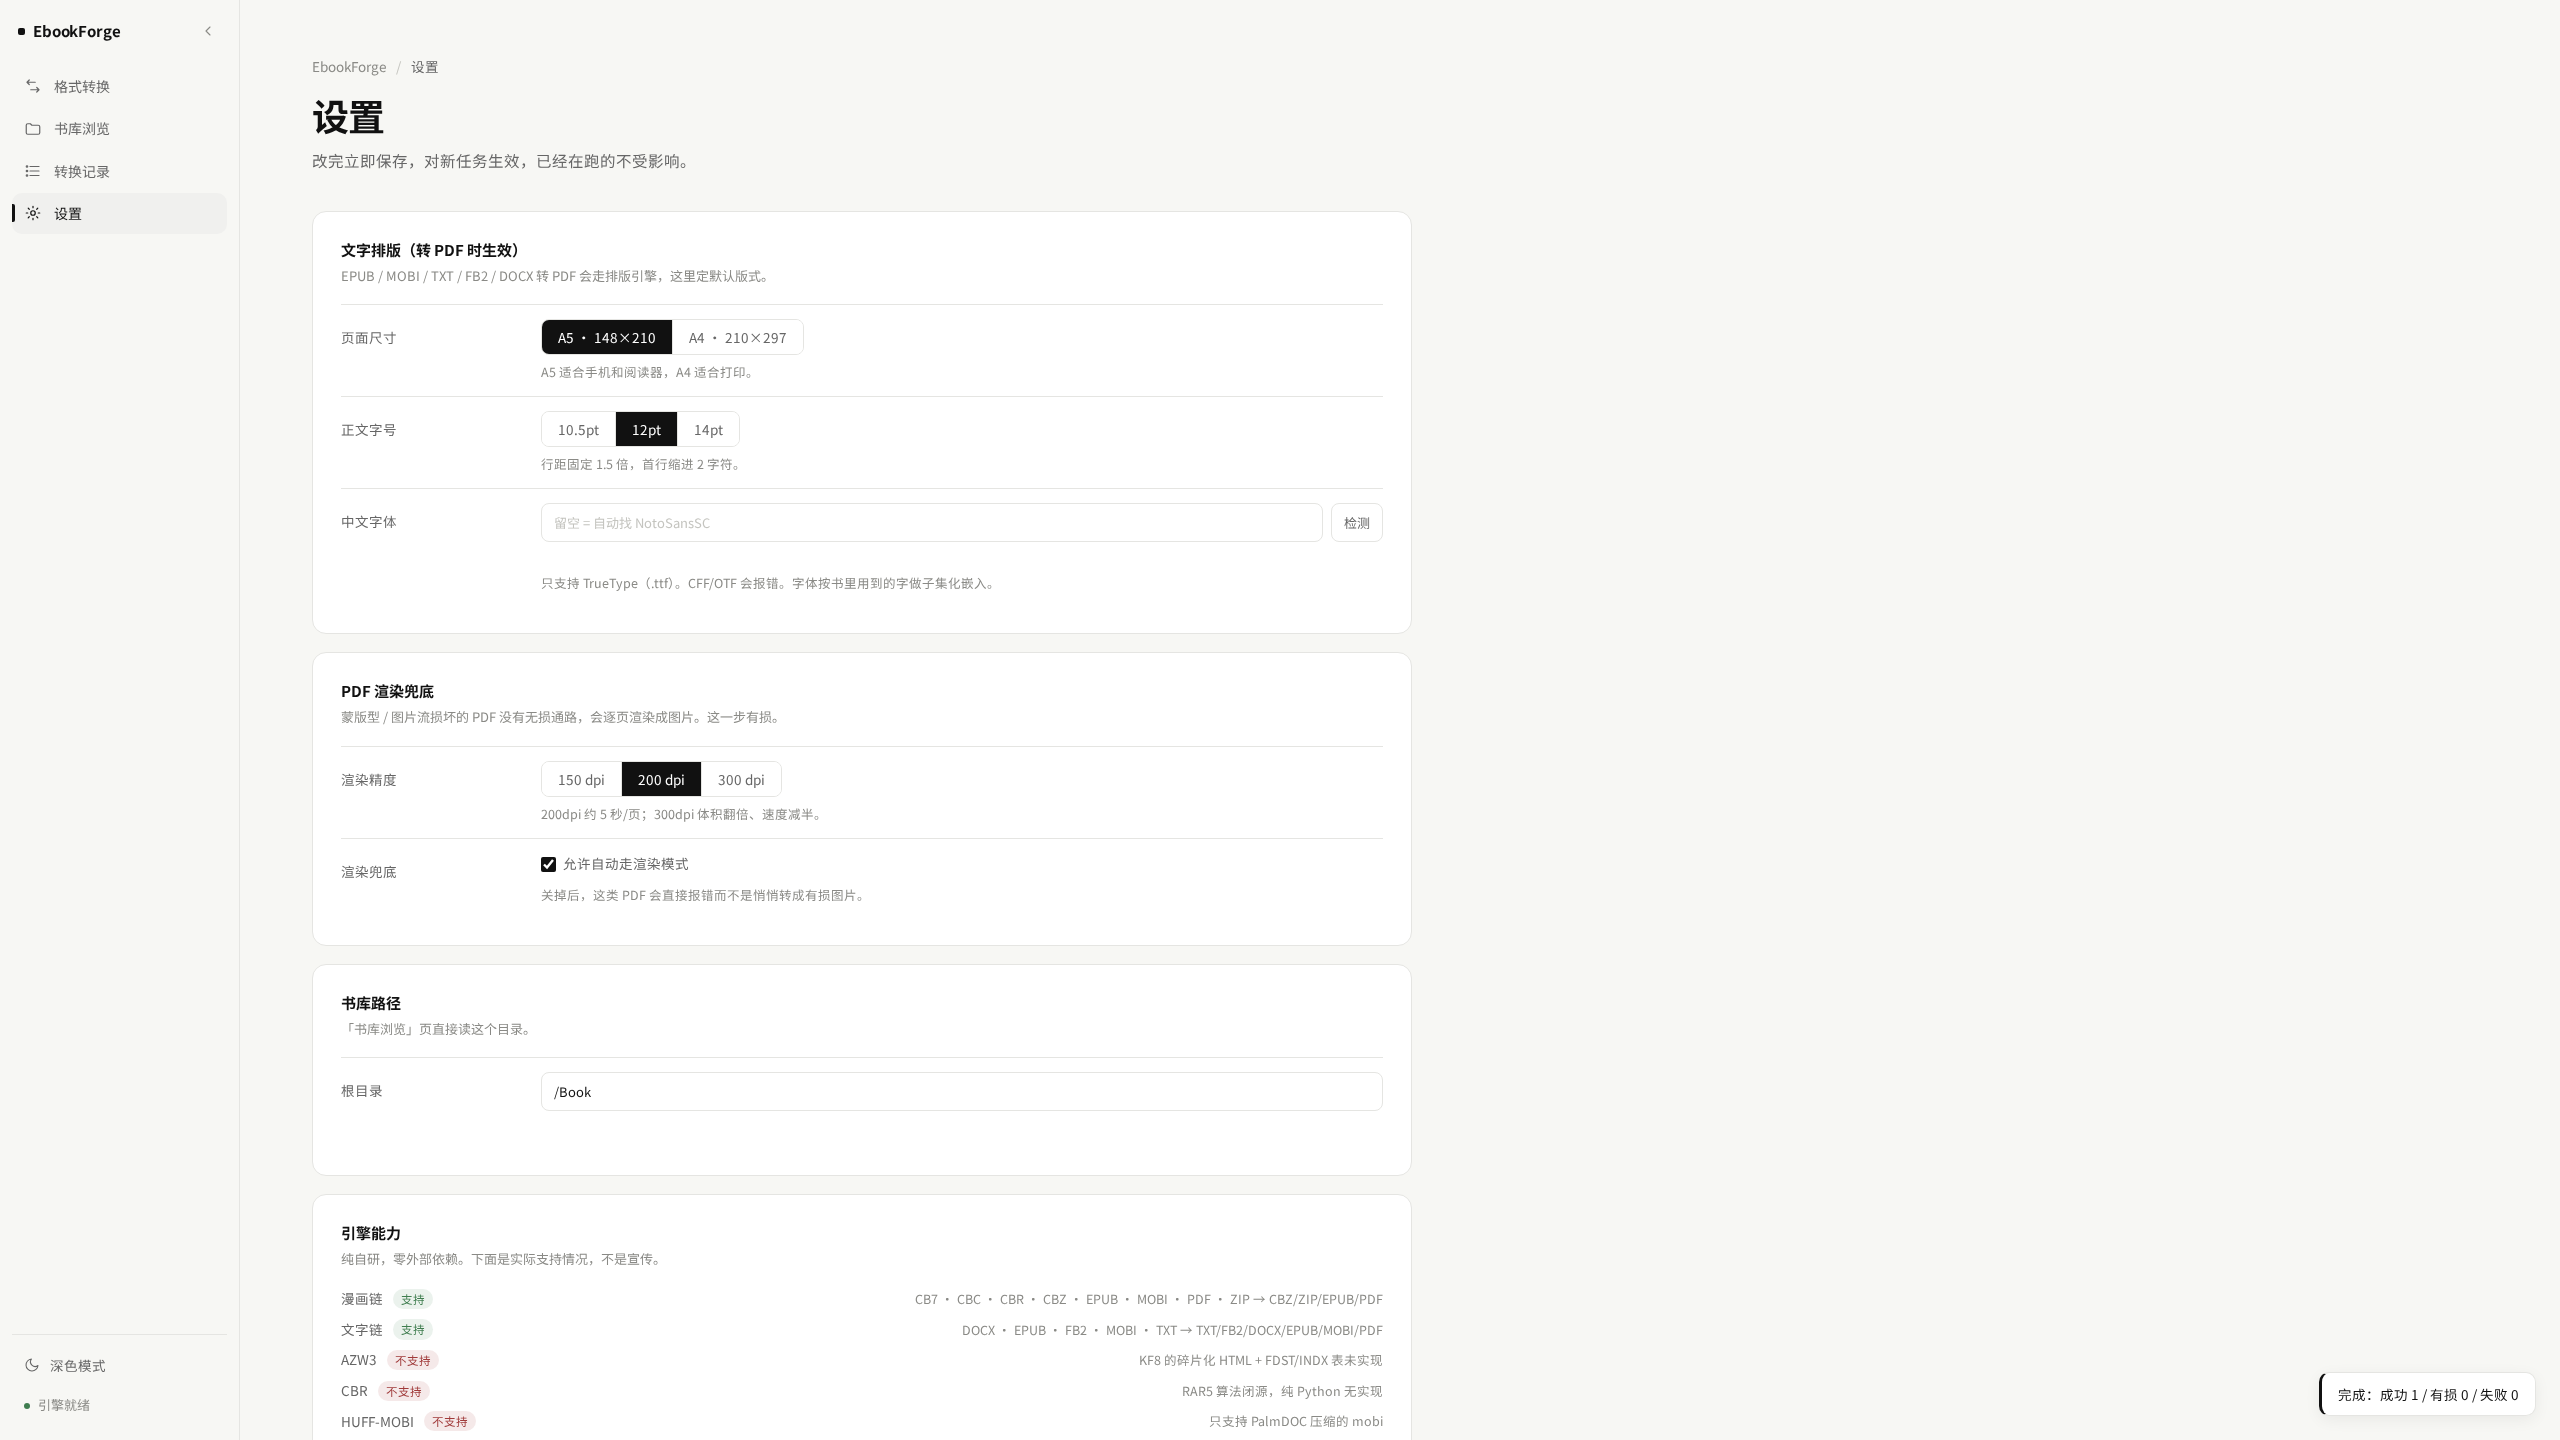 EbookForge
格式转换
书库浏览
转换记录
设置
深色模式
引擎就绪
EbookForge / 设置
设置
改完立即保存，对新任务生效，已经在跑的不受影响。
文字排版（转 PDF 时生效）
EPUB / MOBI / TXT / FB2 / DOCX 转 PDF 会走排版引擎，这里定默认版式。
页面尺寸
A5 · 148×210 A4 · 210×297
A5 适合手机和阅读器，A4 适合打印。
正文字号
10.5pt 12pt 14pt
行距固定 1.5 倍，首行缩进 2 字符。
中文字体
留空 = 自动找 NotoSansSC 检测
只支持 TrueType（.ttf）。CFF/OTF 会报错。字体按书里用到的字做子集化嵌入。
PDF 渲染兜底
蒙版型 / 图片流损坏的 PDF 没有无损通路，会逐页渲染成图片。这一步有损。
渲染精度
150 dpi 200 dpi 300 dpi
200dpi 约 5 秒/页；300dpi 体积翻倍、速度减半。
渲染兜底
允许自动走渲染模式
关掉后，这类 PDF 会直接报错而不是悄悄转成有损图片。
书库路径
「书库浏览」页直接读这个目录。
根目录
/Book
引擎能力
纯自研，零外部依赖。下面是实际支持情况，不是宣传。
漫画链 支持 CB7 · CBC · CBR · CBZ · EPUB · MOBI · PDF · ZIP → CBZ/ZIP/EPUB/PDF
文字链 支持 DOCX · EPUB · FB2 · MOBI · TXT → TXT/FB2/DOCX/EPUB/MOBI/PDF
AZW3 不支持 KF8 的碎片化 HTML + FDST/INDX 表未实现
CBR 不支持 RAR5 算法闭源，纯 Python 无实现
HUFF-MOBI 不支持 只支持 PalmDOC 压缩的 mobi
完成：成功 1 / 有损 0 / 失败 0